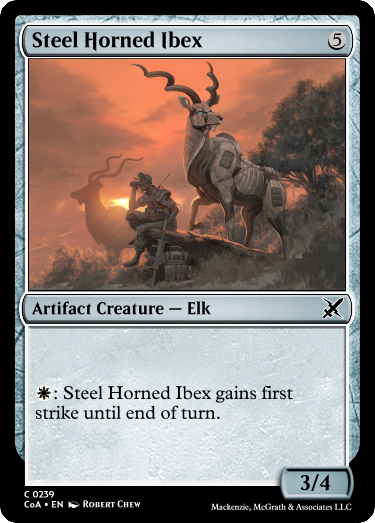 Steel Horned Ibex 5
Artifact Creature — Elk
: Steel Horned Ibex gains first
strike until end of turn.
3/4
C 0239
CoA • EN Robert Chew
Mackenzie, McGrath & Associates LLC